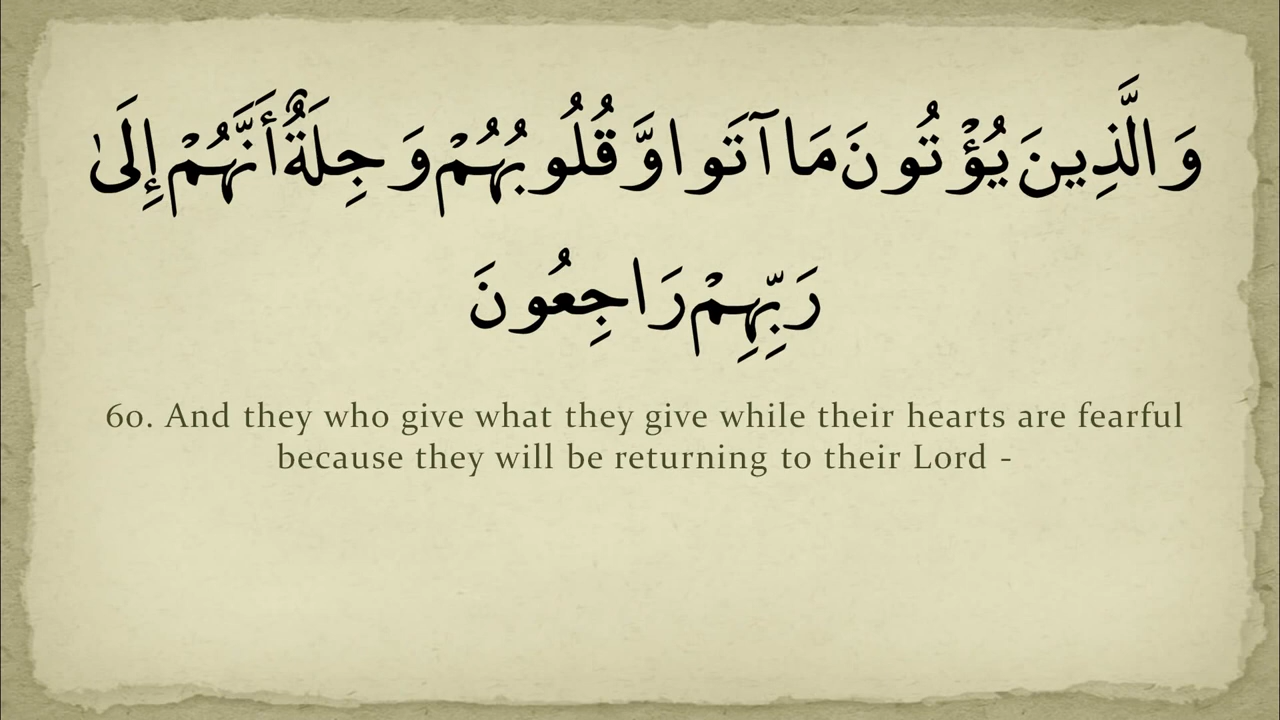 وَالَّذِينَ يُؤْتُونَ مَا آتَوا وَّقُلُوبُهُمْ وَجِلَةٌ أَنَّهُمْ إِلَىٰ
رَبِّهِمْ رَاجِعُونَ
60. And they who give what they give while their hearts are fearful
because they will be returning to their Lord -